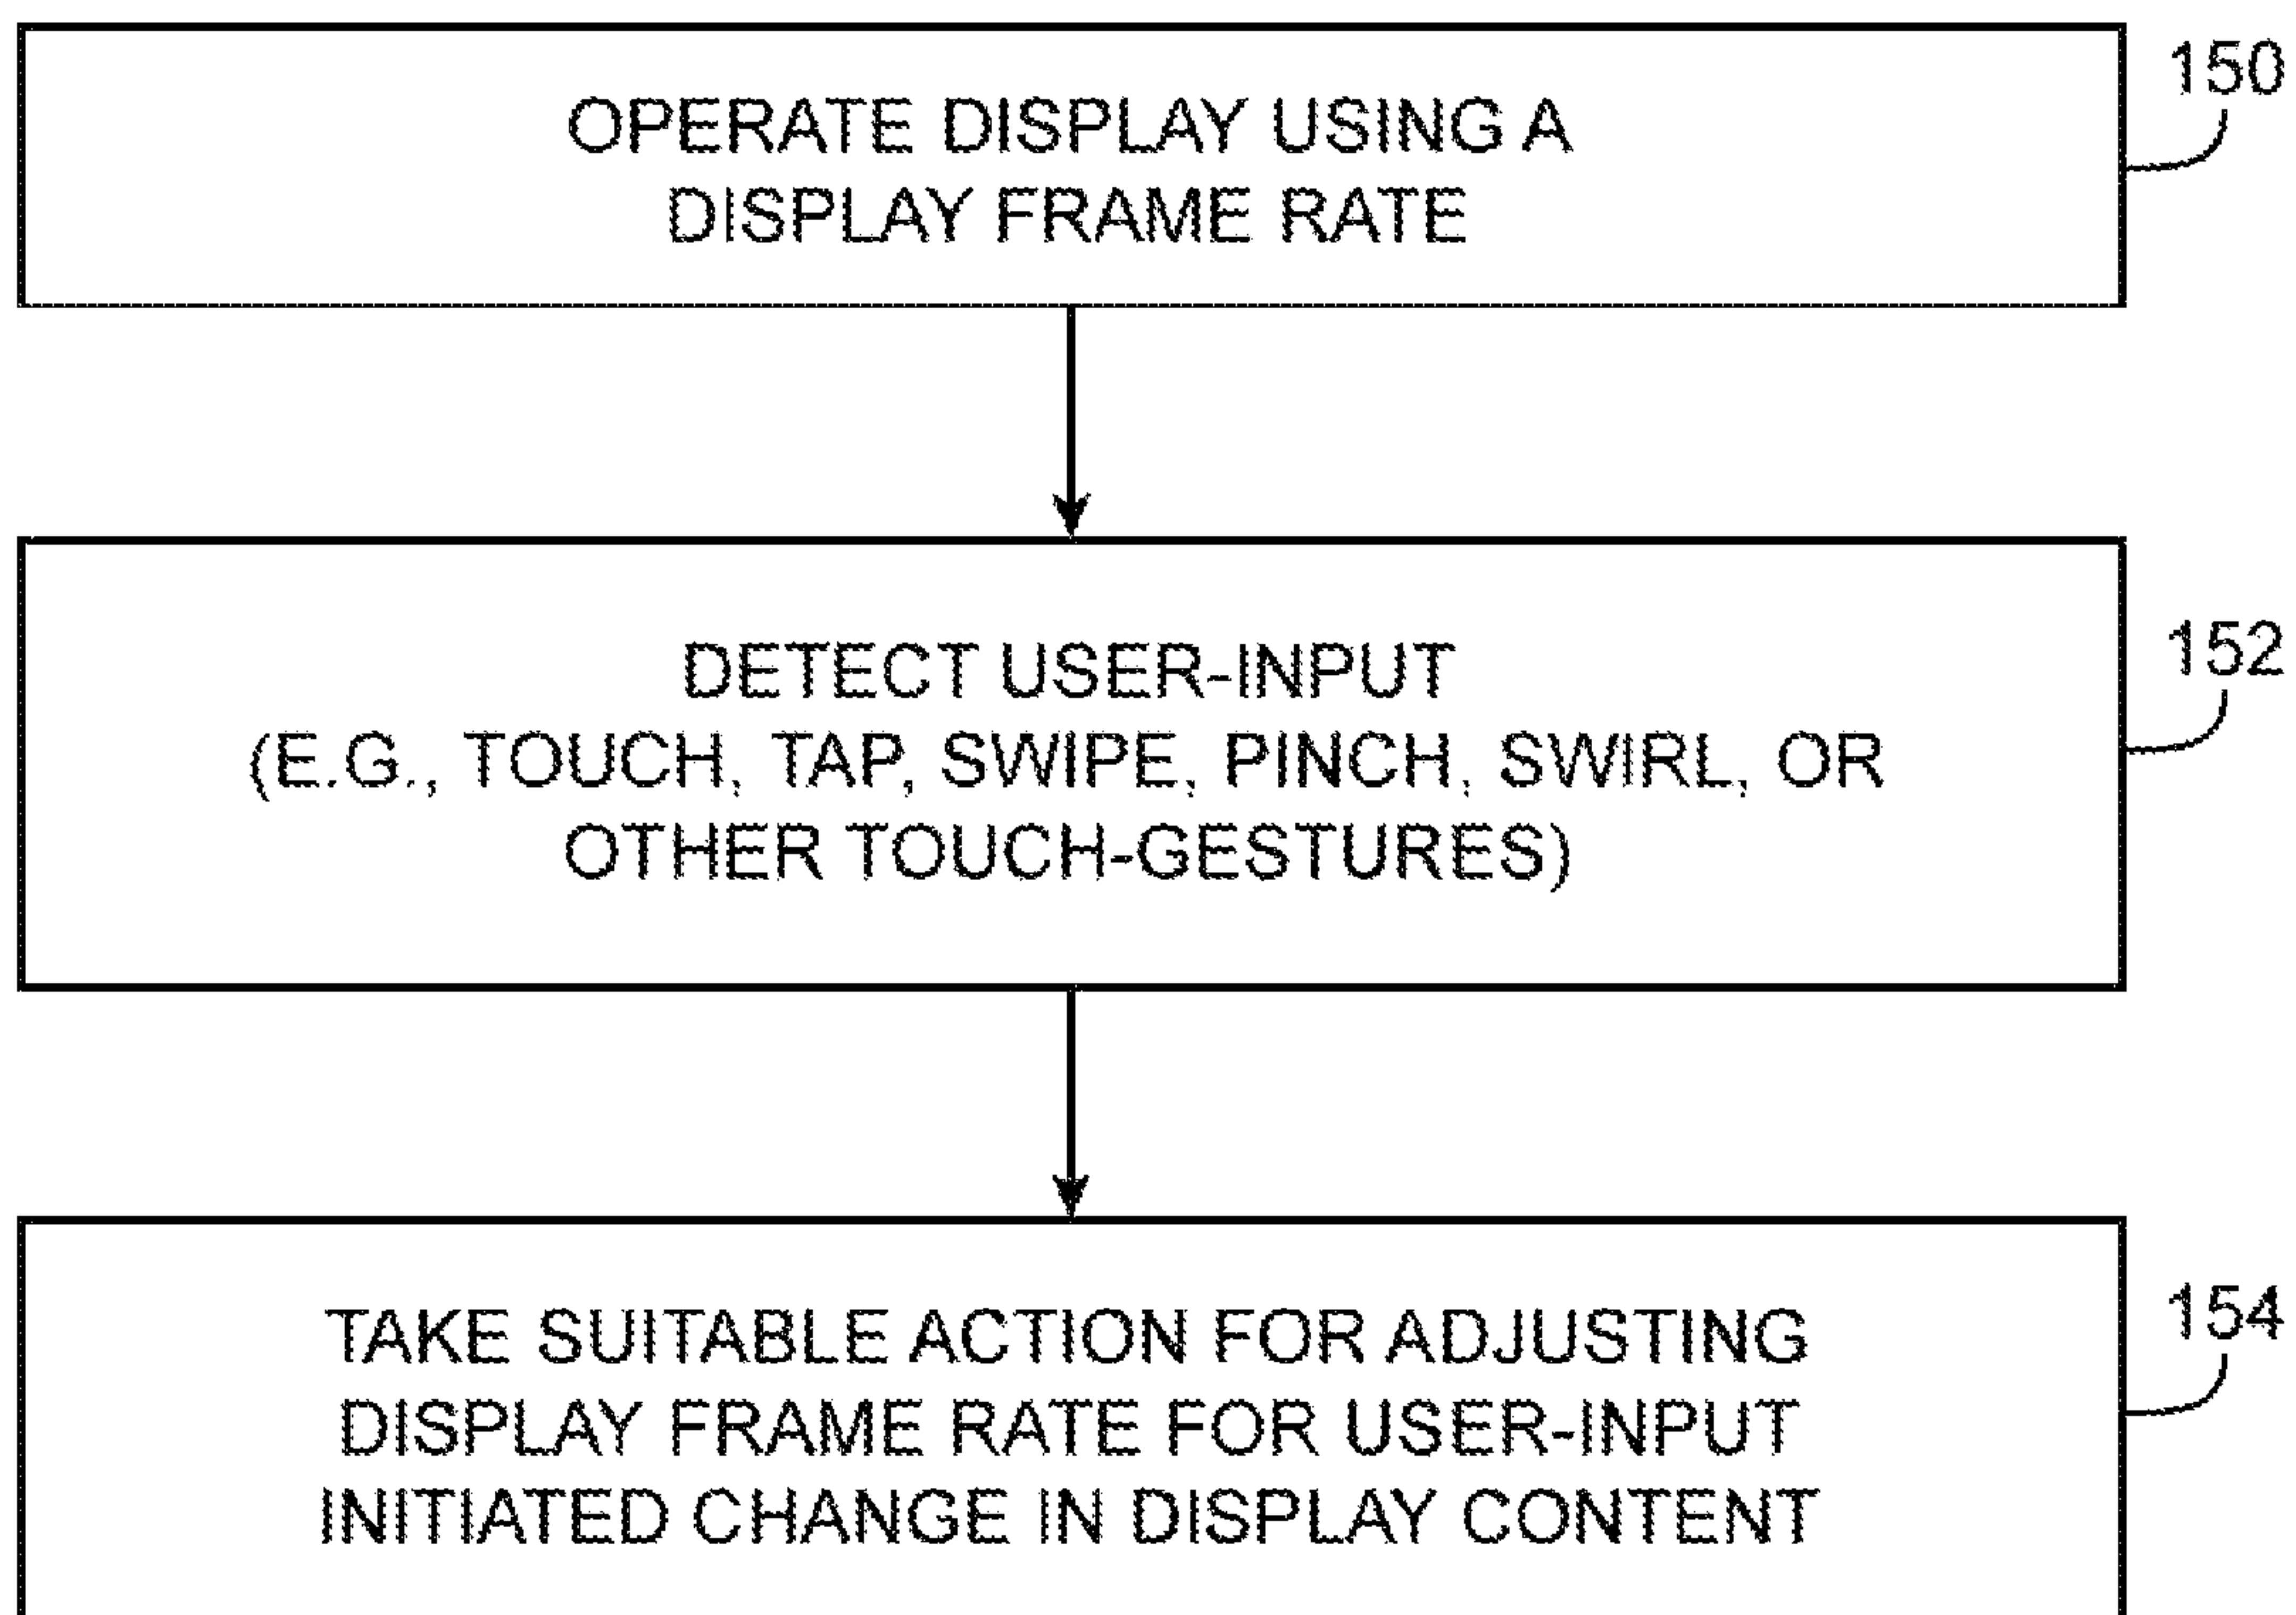 150
OPERATE DISPLAY USING A
DISPLAY FRAME RATE
152
DETECT USER-INPUT
(E.G., TOUCH, TAP, SWIPE, PINCH, SWIRL, OR
OTHER TOUCH-GESTURES)
154
TAKE SUITABLE ACTION FOR ADJUSTING
DISPLAY FRAME RATE FOR USER-INPUT
INITIATED CHANGE IN DISPLAY CONTENT